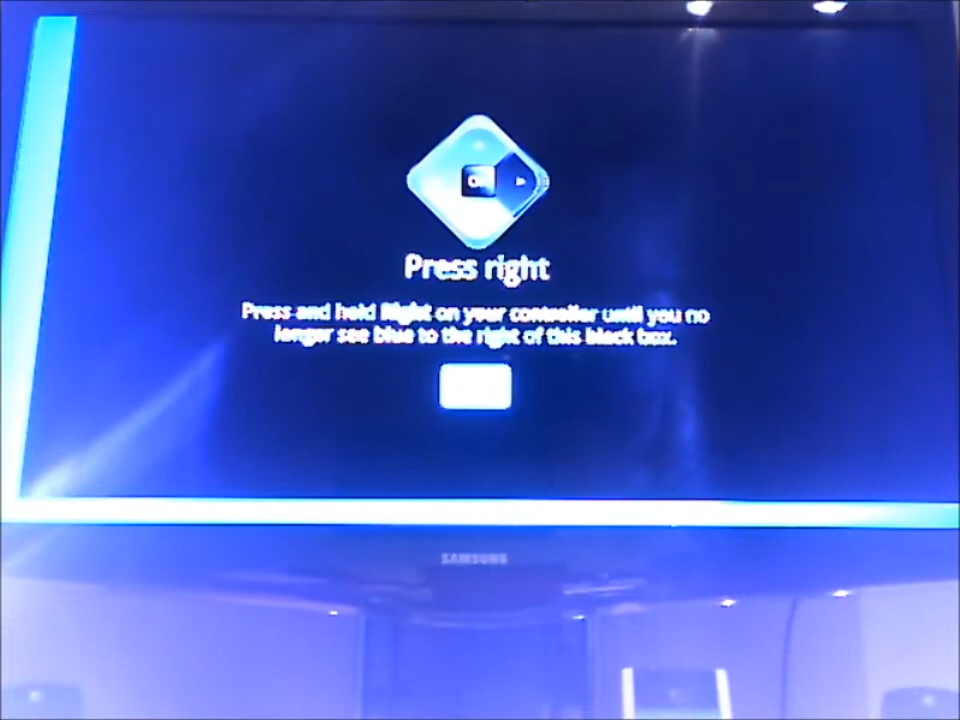 OK
Press right
Press and hold Right on your controller until you no
longer see blue to the right of this black box.
SAMSUNG